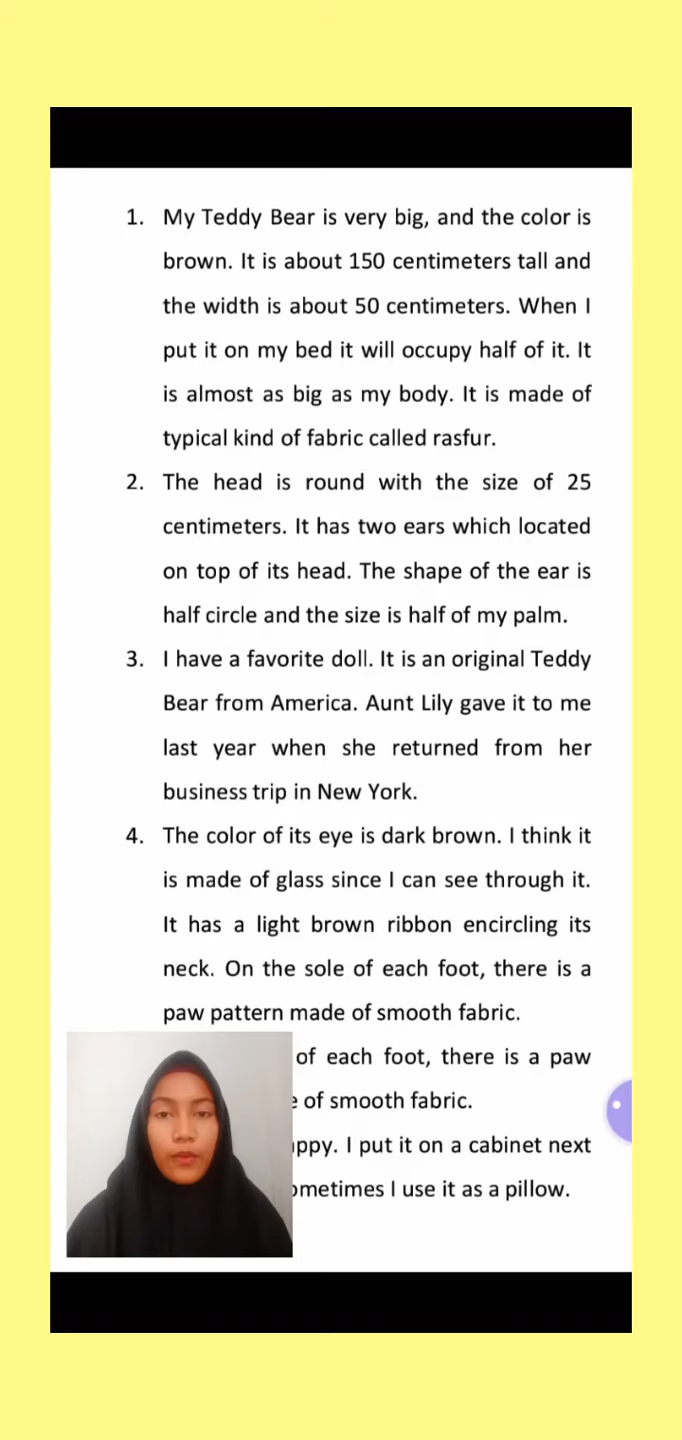 1. My Teddy Bear is very big, and the color is
brown. It is about 150 centimeters tall and
the width is about 50 centimeters. When I
put it on my bed it will occupy half of it. It
is almost as big as my body. It is made of
typical kind of fabric called rasfur.
2. The head is round with the size of 25
centimeters. It has two ears which located
on top of its head. The shape of the ear is
half circle and the size is half of my palm.
3. I have a favorite doll. It is an original Teddy
Bear from America. Aunt Lily gave it to me
last year when she returned from her
business trip in New York.
4. The color of its eye is dark brown. I think it
is made of glass since I can see through it.
It has a light brown ribbon encircling its
neck. On the sole of each foot, there is a
paw pattern made of smooth fabric.
of each foot, there is a paw
of smooth fabric.
I put it on a cabinet next
I use it as a pillow.